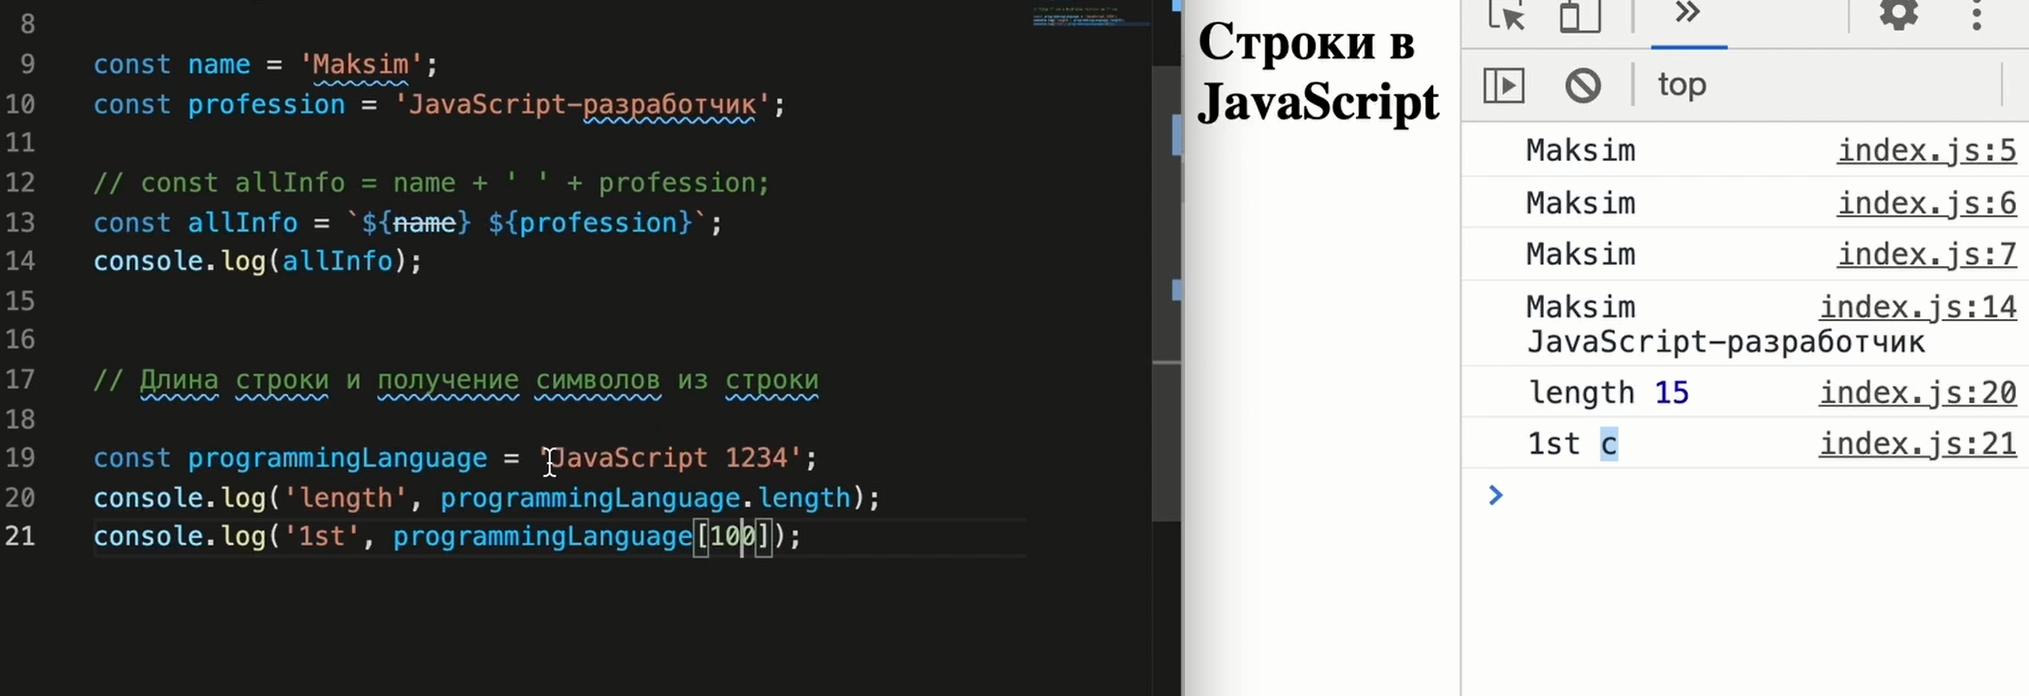 8
9 const name = 'Maksim';
10 const profession = 'JavaScript-разработчик';
11
12 // const allInfo = name + ' ' + profession;
13 const allInfo = `${name} ${profession}`;
14 console.log(allInfo);
15
16
17 // Длина строки и получение символов из строки
18
19 const programmingLanguage = 'JavaScript 1234';
20 console.log('length', programmingLanguage.length);
21 console.log('1st', programmingLanguage[100]);
Строки в
JavaScript
top
Maksim index.js:5
Maksim index.js:6
Maksim index.js:7
Maksim index.js:14
JavaScript-разработчик
length 15 index.js:20
1st c index.js:21